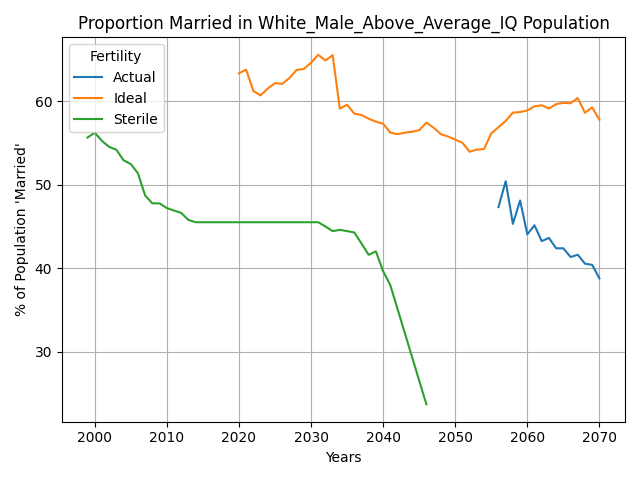 Proportion Married in White_Male_Above_Average_IQ Population
Fertility
Actual
Ideal
Sterile
% of Population 'Married'
60
50
40
30
2000 2010 2020 2030 2040 2050 2060 2070
Years